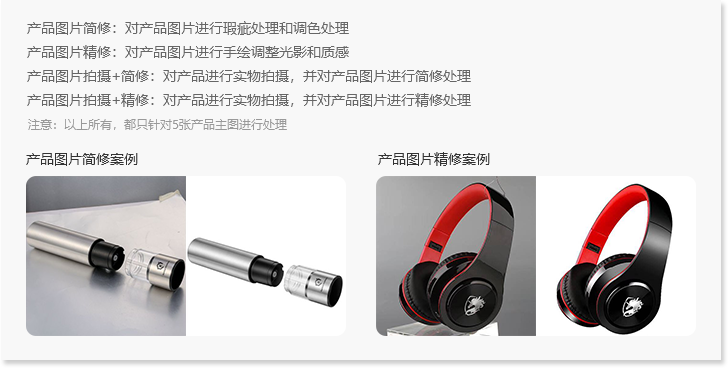 产品图片简修：对产品图片进行瑕疵处理和调色处理
产品图片精修：对产品图片进行手绘调整光影和质感
产品图片拍摄+简修：对产品进行实物拍摄，并对产品图片进行简修处理
产品图片拍摄+精修：对产品进行实物拍摄，并对产品图片进行精修处理
注意：以上所有，都只针对5张产品主图进行处理
产品图片简修案例
产品图片精修案例